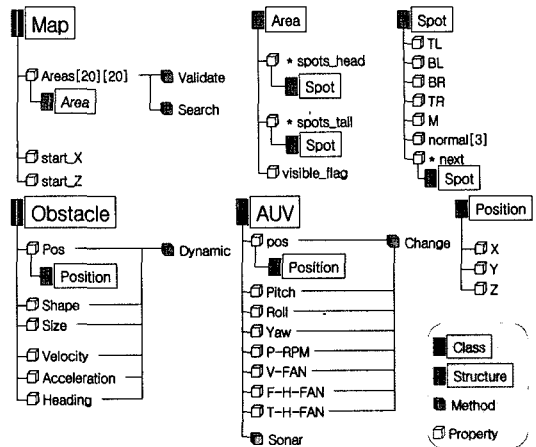 Map
Areas[20][20]
Validate
Area
Search
start_X
start_Z
Area
* spots_head
Spot
* spots_tail
Spot
visible_flag
Spot
TL
BL
BR
TR
M
normal[3]
* next
Spot
Obstacle
Pos
Dynamic
Position
Shape
Size
Velocity
Acceleration
Heading
AUV
pos
Change
Position
Pitch
Roll
Yaw
P-RPM
V-FAN
F-H-FAN
T-H-FAN
Sonar
Position
X
Y
Z
Class
Structure
Method
Property